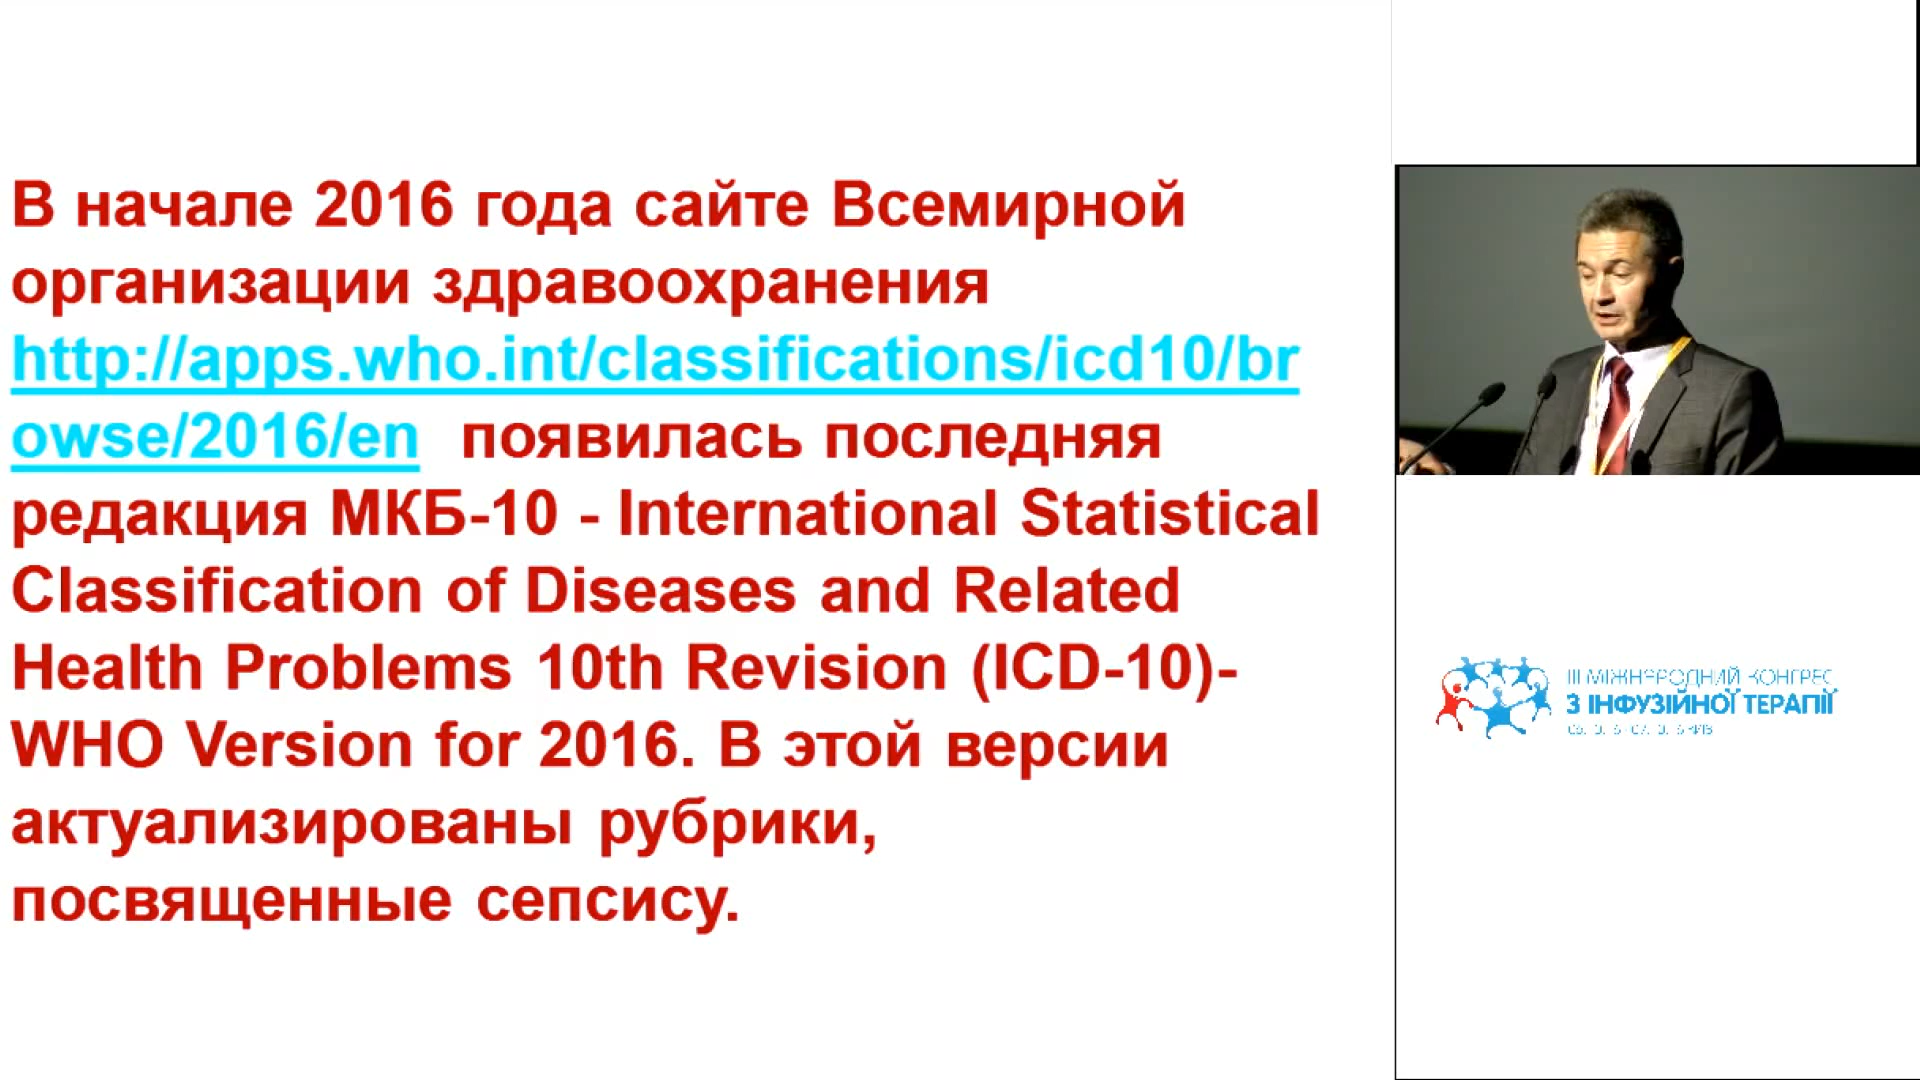 В начале 2016 года сайте Всемирной
организации здравоохранения
http://apps.who.int/classifications/icd10/br
owse/2016/en появилась последняя
редакция МКБ-10 - International Statistical
Classification of Diseases and Related
Health Problems 10th Revision (ICD-10)-
WHO Version for 2016. В этой версии
актуализированы рубрики,
посвященные сепсису.
III МІЖНАРОДНИЙ КОНГРЕС
З ІНФУЗІЙНОЇ ТЕРАПІЇ